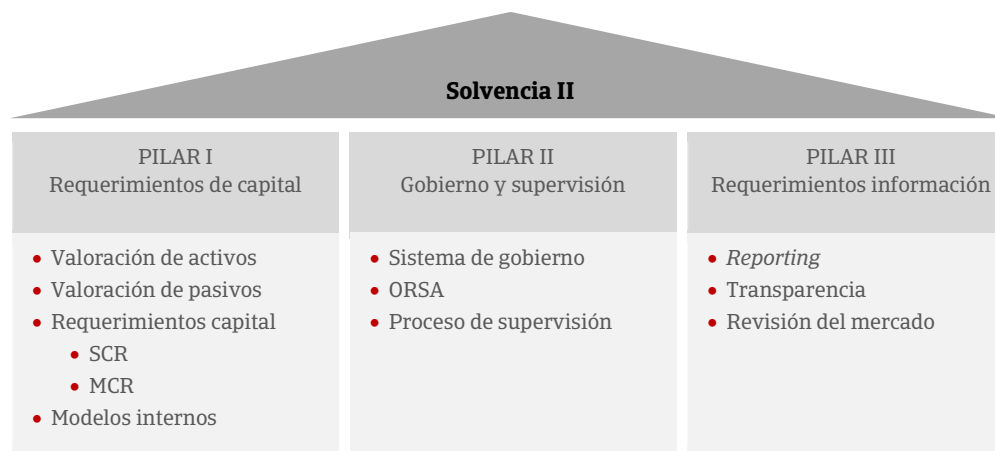 Solvencia II
PILAR I
Requerimientos de capital
• Valoración de activos
• Valoración de pasivos
• Requerimientos capital
• SCR
• MCR
• Modelos internos
PILAR II
Gobierno y supervisión
• Sistema de gobierno
• ORSA
• Proceso de supervisión
PILAR III
Requerimientos información
• Reporting
• Transparencia
• Revisión del mercado